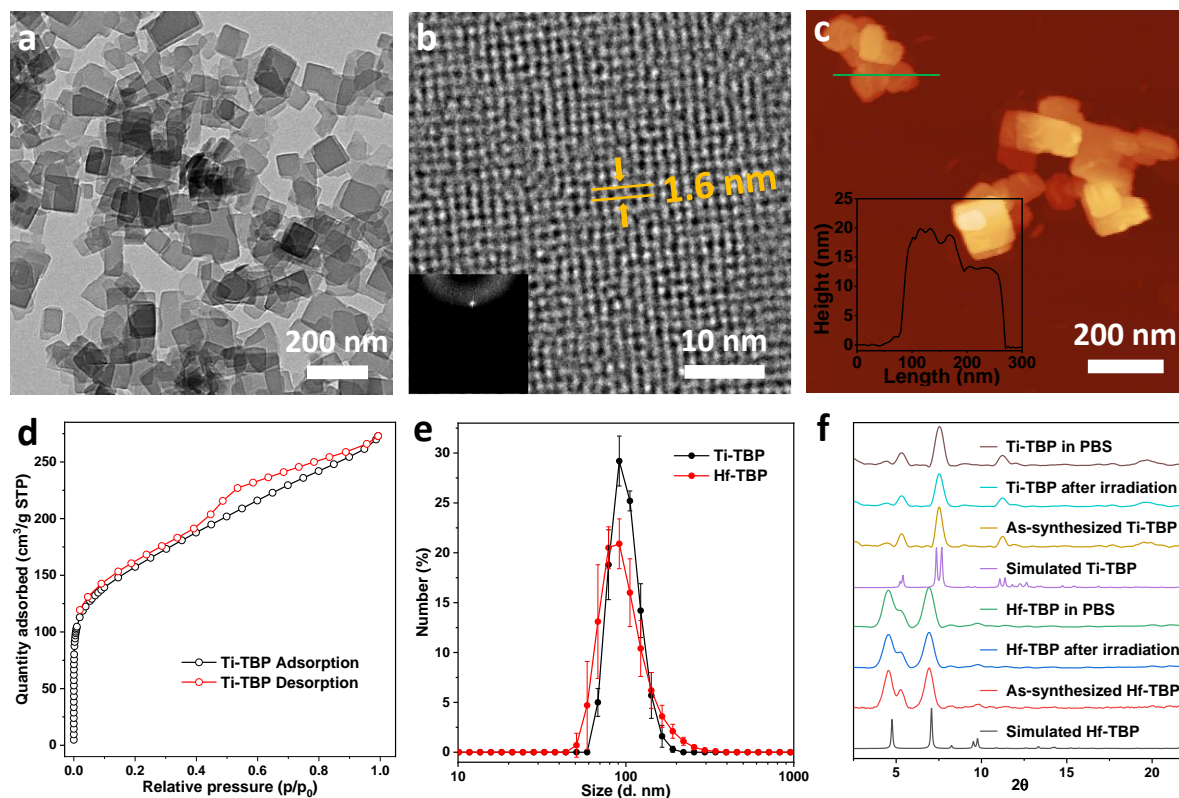 a
200 nm
b
1.6 nm
10 nm
c
25
20
15
10
5
0
Height (nm)
0
100
200
300
Length (nm)
200 nm
d
250
200
150
100
50
0
Quantity adsorbed (cm³/g STP)
Ti-TBP Adsorption
Ti-TBP Desorption
0.0 0.2 0.4 0.6 0.8 1.0
Relative pressure (p/p₀)
e
30
25
20
15
10
5
0
Number (%)
Ti-TBP
Hf-TBP
10 100 1000
Size (d. nm)
f
Ti-TBP in PBS
Ti-TBP after irradiation
As-synthesized Ti-TBP
Simulated Ti-TBP
Hf-TBP in PBS
Hf-TBP after irradiation
As-synthesized Hf-TBP
Simulated Hf-TBP
5 10 15 20
2θ